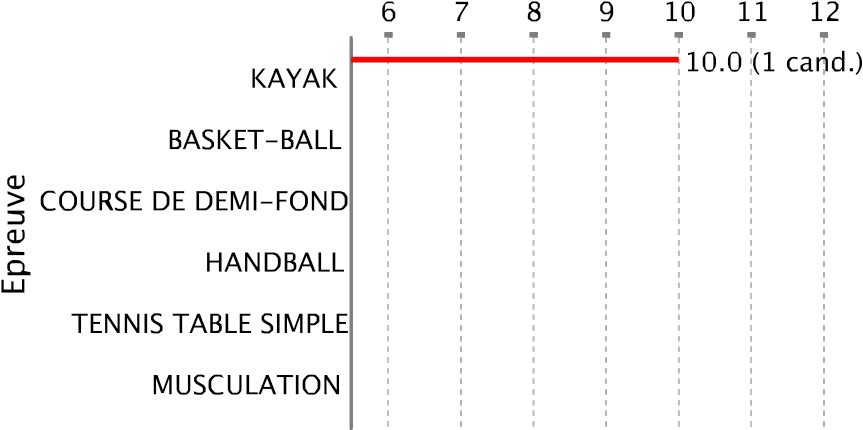 6 7 8 9 10 11 12
10.0 (1 cand.)
KAYAK
BASKET-BALL
COURSE DE DEMI-FOND
HANDBALL
TENNIS TABLE SIMPLE
MUSCULATION
Epreuve